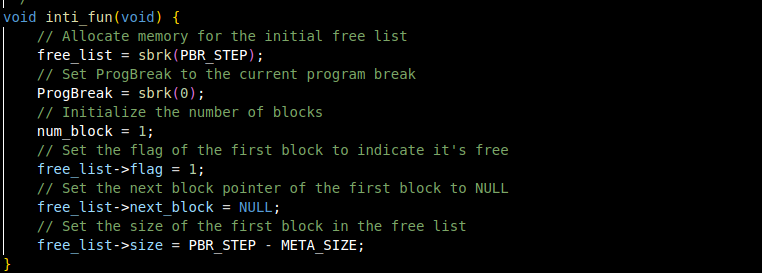 void inti_fun(void) {
// Allocate memory for the initial free list
free_list = sbrk(PBR_STEP);
// Set ProgBreak to the current program break
ProgBreak = sbrk(0);
// Initialize the number of blocks
num_block = 1;
// Set the flag of the first block to indicate it's free
free_list->flag = 1;
// Set the next block pointer of the first block to NULL
free_list->next_block = NULL;
// Set the size of the first block in the free list
free_list->size = PBR_STEP - META_SIZE;
}